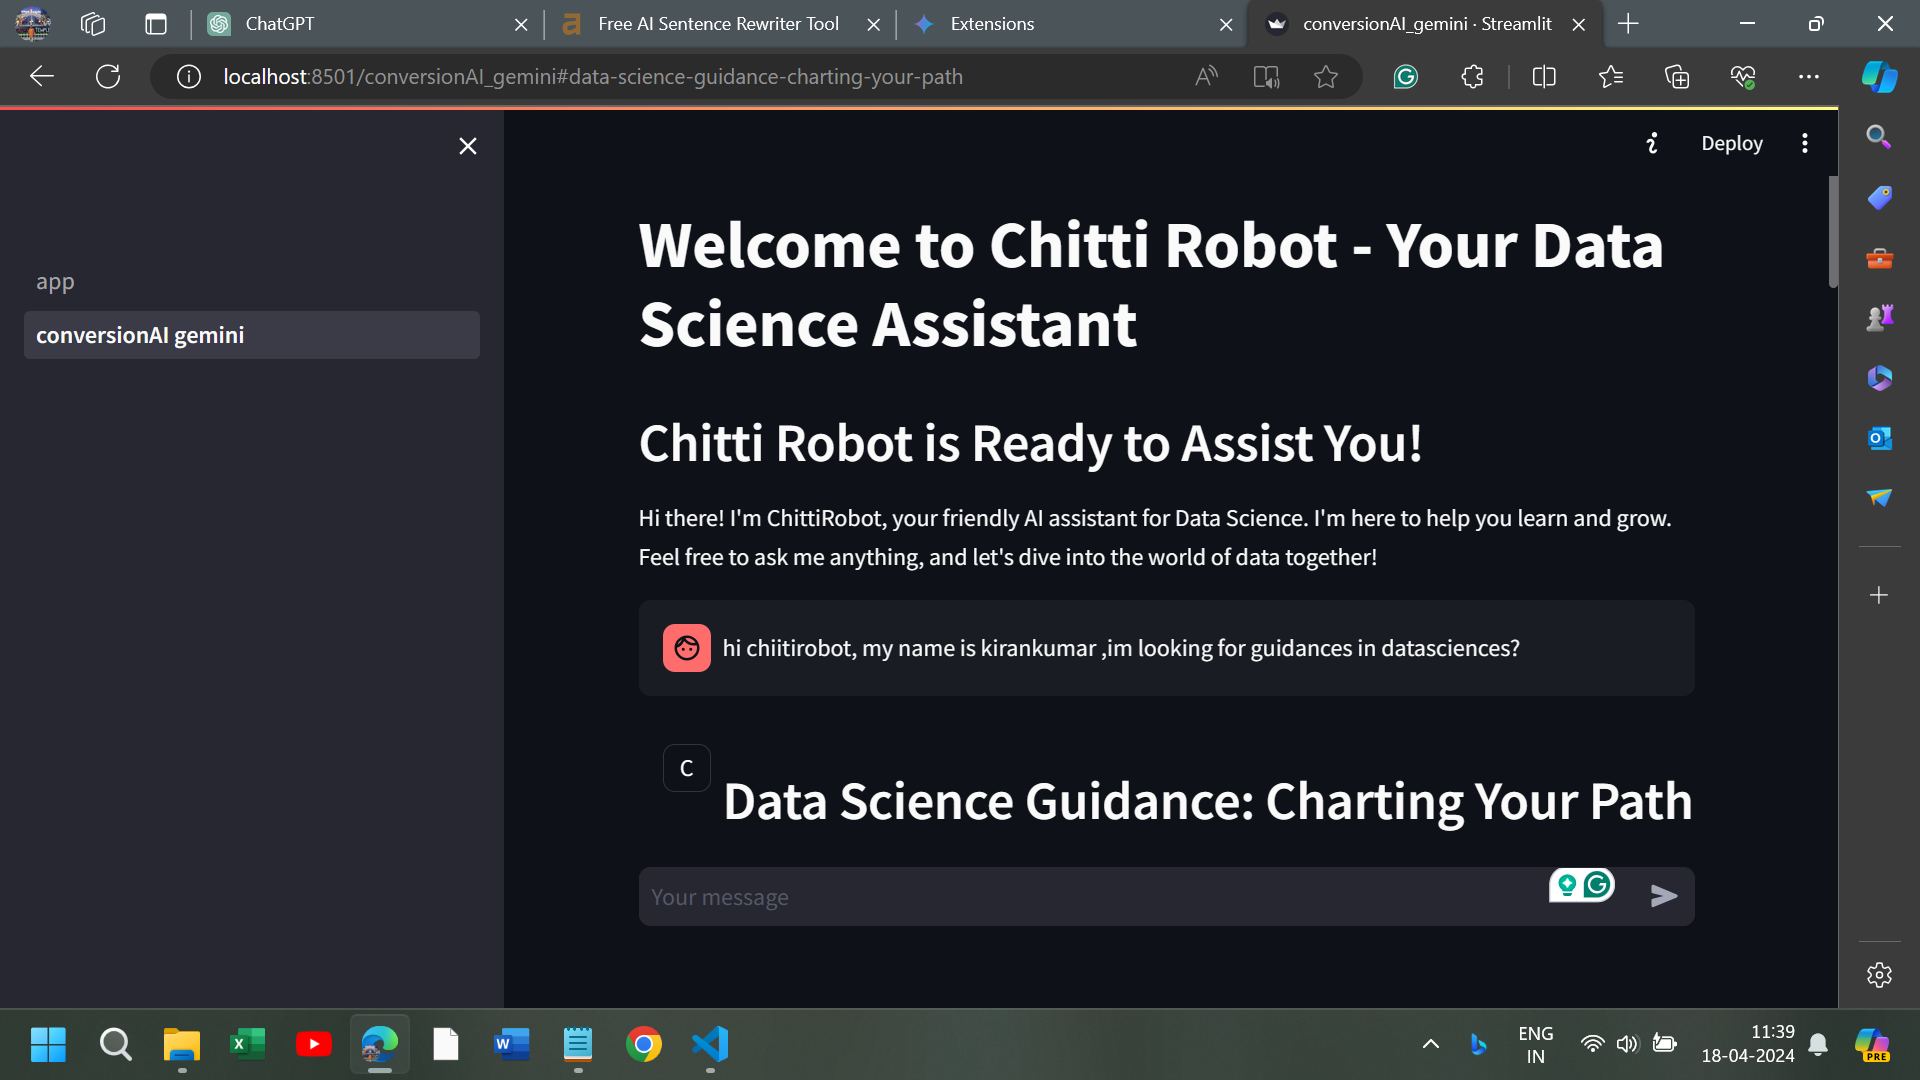 ChatGPT
Free AI Sentence Rewriter Tool
Extensions
conversionAI_gemini · Streamlit
localhost:8501/conversionAI_gemini#data-science-guidance-charting-your-path
Deploy
app
conversionAI gemini
Welcome to Chitti Robot - Your Data
Science Assistant
Chitti Robot is Ready to Assist You!
Hi there! I'm ChittiRobot, your friendly AI assistant for Data Science. I'm here to help you learn and grow.
Feel free to ask me anything, and let's dive into the world of data together!
hi chiitirobot, my name is kirankumar ,im looking for guidances in datasciences?
C
Data Science Guidance: Charting Your Path
Your message
ENG
IN
11:39
18-04-2024
PRE